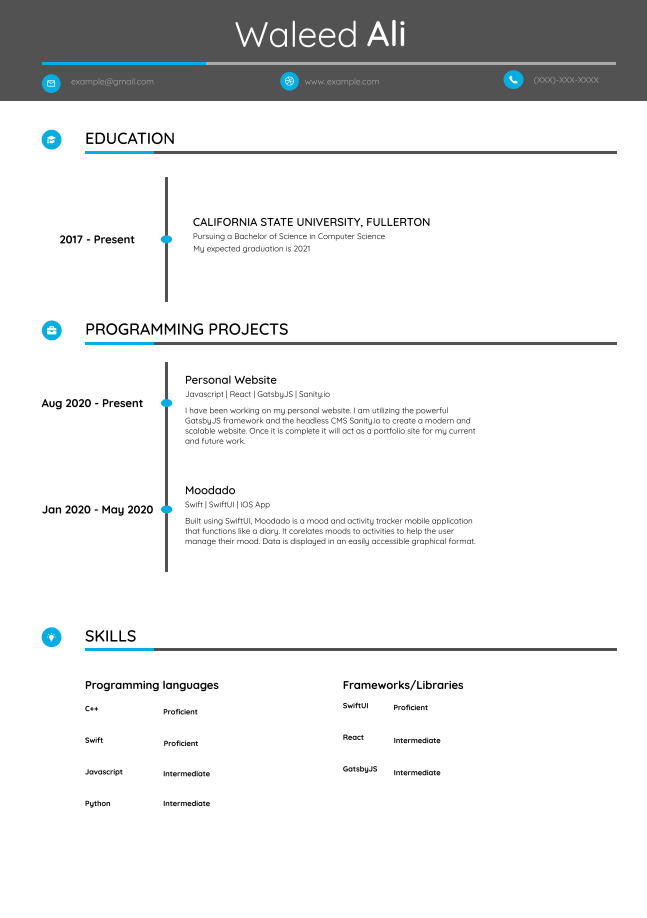 Waleed Ali
example@gmail.com
www.example.com
(XXX)-XXX-XXXX
EDUCATION
2017 - Present
CALIFORNIA STATE UNIVERSITY, FULLERTON
Pursuing a Bachelor of Science in Computer Science
My expected graduation is 2021
PROGRAMMING PROJECTS
Aug 2020 - Present
Personal Website
Javascript | React | GatsbyJS | Sanity.io
I have been working on my personal website. I am utilizing the powerful
GatsbyJS framework and the headless CMS Sanity.io to create a modern and
scalable website. Once it is complete it will act as a portfolio site for my current
and future work.
Jan 2020 - May 2020
Moodado
Swift | SwiftUI | iOS App
Built using SwiftUI, Moodado is a mood and activity tracker mobile application
that functions like a diary. It corelates moods to activities to help the user
manage their mood. Data is displayed in an easily accessible graphical format.
SKILLS
Programming languages
C++ Proficient
Swift Proficient
Javascript Intermediate
Python Intermediate
Frameworks/Libraries
SwiftUI Proficient
React Intermediate
GatsbyJS Intermediate